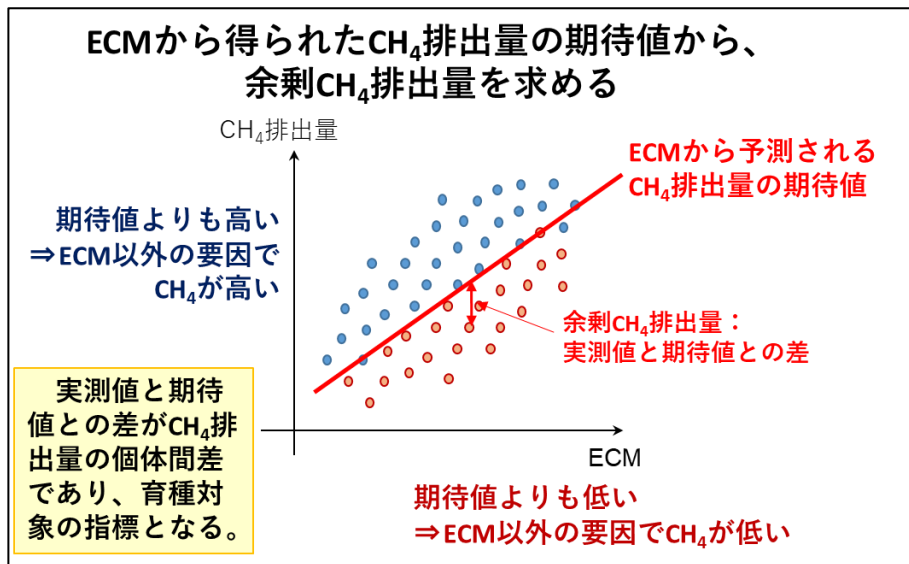 ECMから得られたCH₄排出量の期待値から、
余剰CH₄排出量を求める
CH₄排出量
ECMから予測される
CH₄排出量の期待値
期待値よりも高い
⇒ECM以外の要因で
CH₄が高い
余剰CH₄排出量：
実測値と期待値との差
実測値と期待
値との差がCH₄排
出量の個体間差
であり、育種対
象の指標となる。
ECM
期待値よりも低い
⇒ECM以外の要因でCH₄が低い